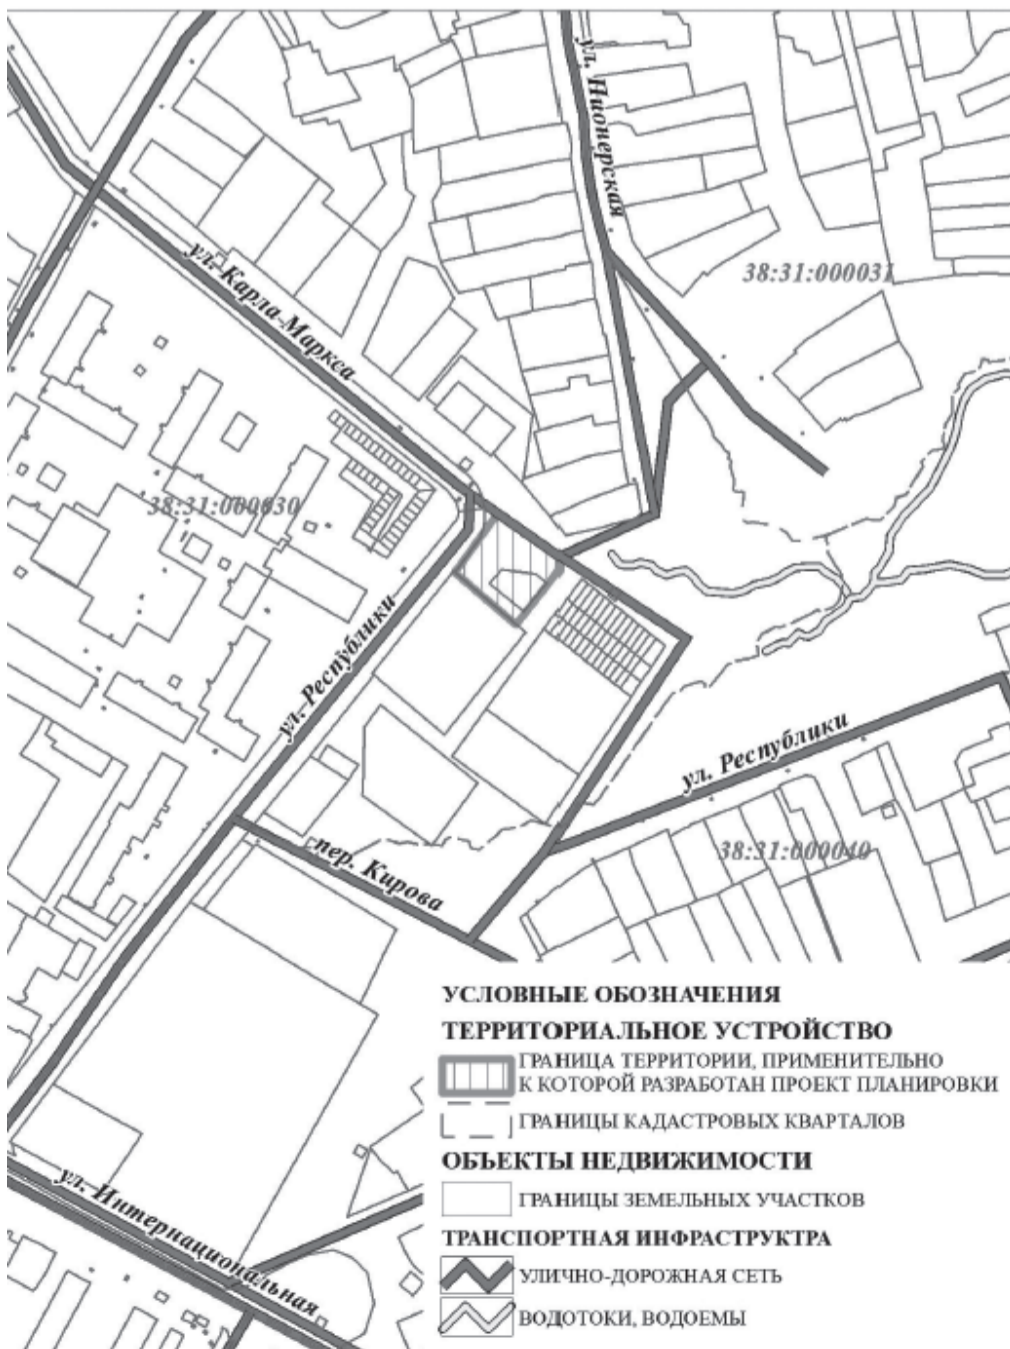 ул. Пионерская
38:31:000031
ул. Карла-Маркса
38:31:000030
ул. Республики
ул. Республики
38:31:000040
пер. Кирова
ул. Интернациональная
УСЛОВНЫЕ ОБОЗНАЧЕНИЯ
ТЕРРИТОРИАЛЬНОЕ УСТРОЙСТВО
ГРАНИЦА ТЕРРИТОРИИ, ПРИМЕНИТЕЛЬНО
К КОТОРОЙ РАЗРАБОТАН ПРОЕКТ ПЛАНИРОВКИ
ГРАНИЦЫ КАДАСТРОВЫХ КВАРТАЛОВ
ОБЪЕКТЫ НЕДВИЖИМОСТИ
ГРАНИЦЫ ЗЕМЕЛЬНЫХ УЧАСТКОВ
ТРАНСПОРТНАЯ ИНФРАСТРУКТРА
УЛИЧНО-ДОРОЖНАЯ СЕТЬ
ВОДОТОКИ, ВОДОЕМЫ